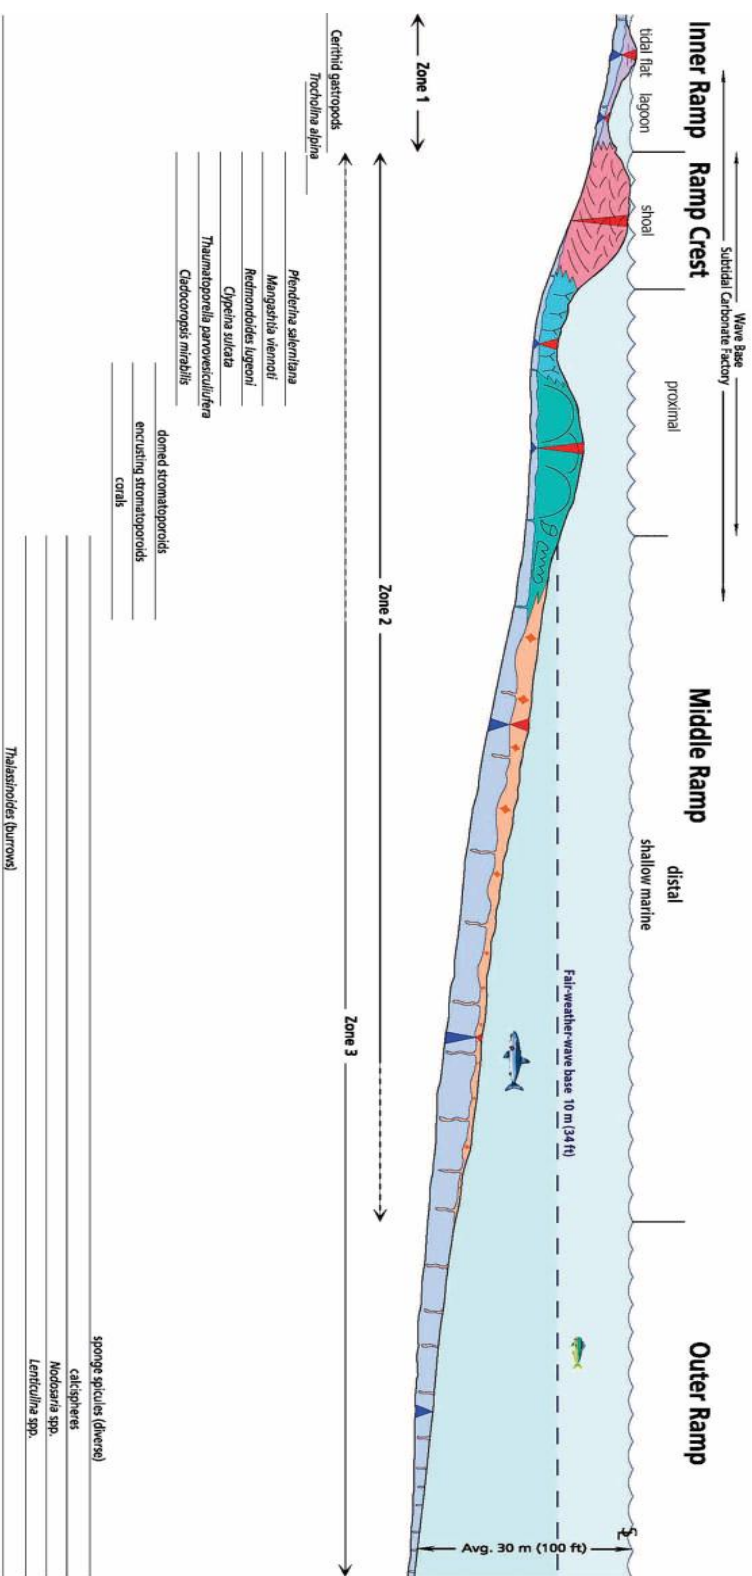 Inner Ramp
Ramp Crest
Middle Ramp
Outer Ramp
Wave Base
Subtidal Carbonate Factory
tidal flat
lagoon
shoal
proximal
distal
shallow marine
SL
Fair-weather-wave base 10 m (34 ft)
Avg. 30 m (100 ft)
Zone 1
Zone 2
Zone 3
Cerithid gastropods
Trocholina alpina
Pfenderina salernitana
Mangashtia viennoti
Redmondoides lugeoni
Clypeina sulcata
Thaumatoporella parvovesiculiufera
Cladocoropsis mirabilis
domed stromatoporoids
encrusting stromatoporoids
corals
sponge spicules (diverse)
calcispheres
Nodosaria spp.
Lenticulina spp.
Thalassinoides (burrows)